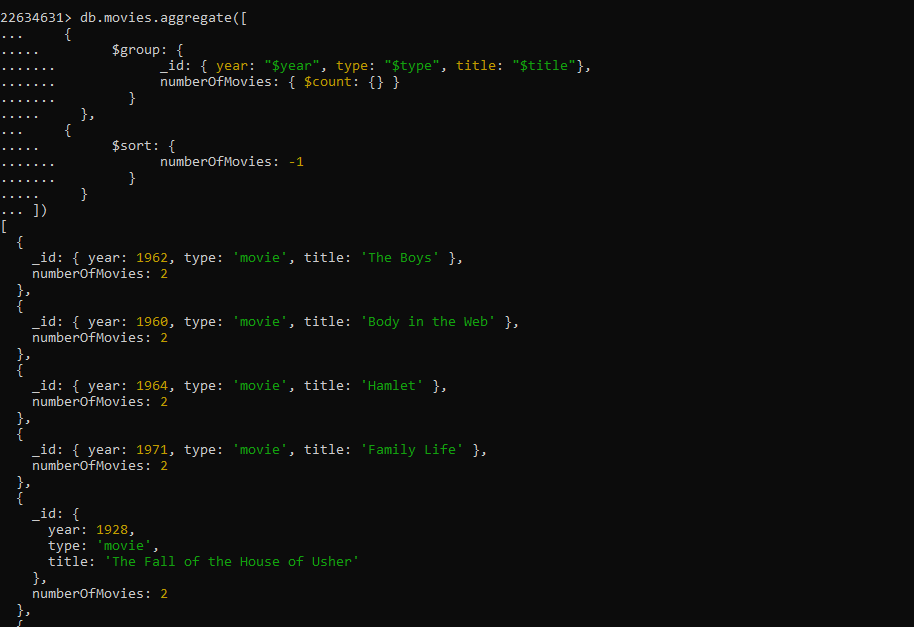 22634631> db.movies.aggregate([
...     {
.....         $group: {
.......             _id: { year: "$year", type: "$type", title: "$title"},
.......             numberOfMovies: { $count: {} }
.......         }
.....     },
...     {
.....         $sort: {
.......             numberOfMovies: -1
.......         }
.....     }
... ])
[
  {
    _id: { year: 1962, type: 'movie', title: 'The Boys' },
    numberOfMovies: 2
  },
  {
    _id: { year: 1960, type: 'movie', title: 'Body in the Web' },
    numberOfMovies: 2
  },
  {
    _id: { year: 1964, type: 'movie', title: 'Hamlet' },
    numberOfMovies: 2
  },
  {
    _id: { year: 1971, type: 'movie', title: 'Family Life' },
    numberOfMovies: 2
  },
  {
    _id: {
      year: 1928,
      type: 'movie',
      title: 'The Fall of the House of Usher'
    },
    numberOfMovies: 2
  },
  {